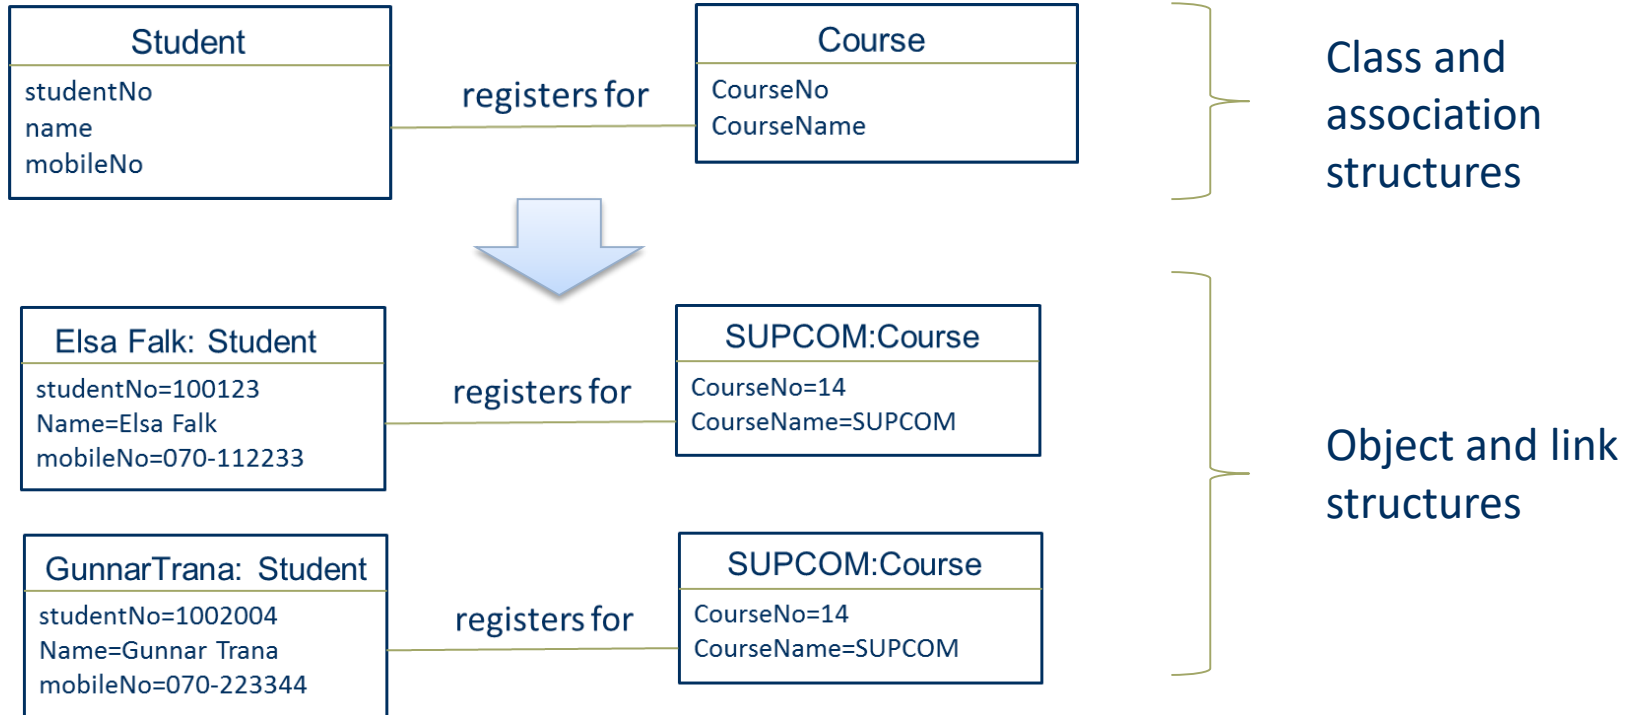 Student
studentNo
name
mobileNo
registers for
Course
CourseNo
CourseName
Class and
association
structures
Elsa Falk: Student
studentNo=100123
Name=Elsa Falk
mobileNo=070-112233
registers for
SUPCOM:Course
CourseNo=14
CourseName=SUPCOM
GunnarTrana: Student
studentNo=1002004
Name=Gunnar Trana
mobileNo=070-223344
registers for
SUPCOM:Course
CourseNo=14
CourseName=SUPCOM
Object and link
structures